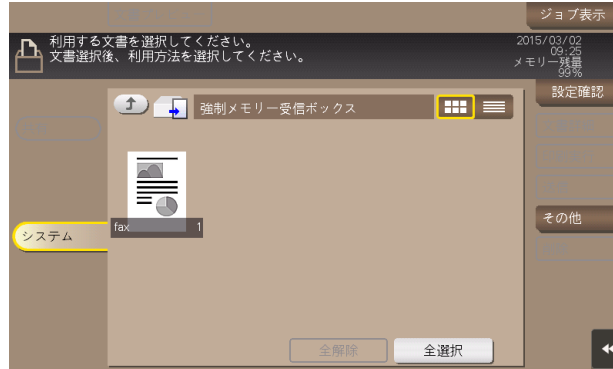 ジョブ表示
利用する文書を選択してください。
文書選択後、利用方法を選択してください。
2015/03/02
09:25
メモリー残量
99%
設定確認
強制メモリー受信ボックス
fax 1
システム
その他
全解除
全選択